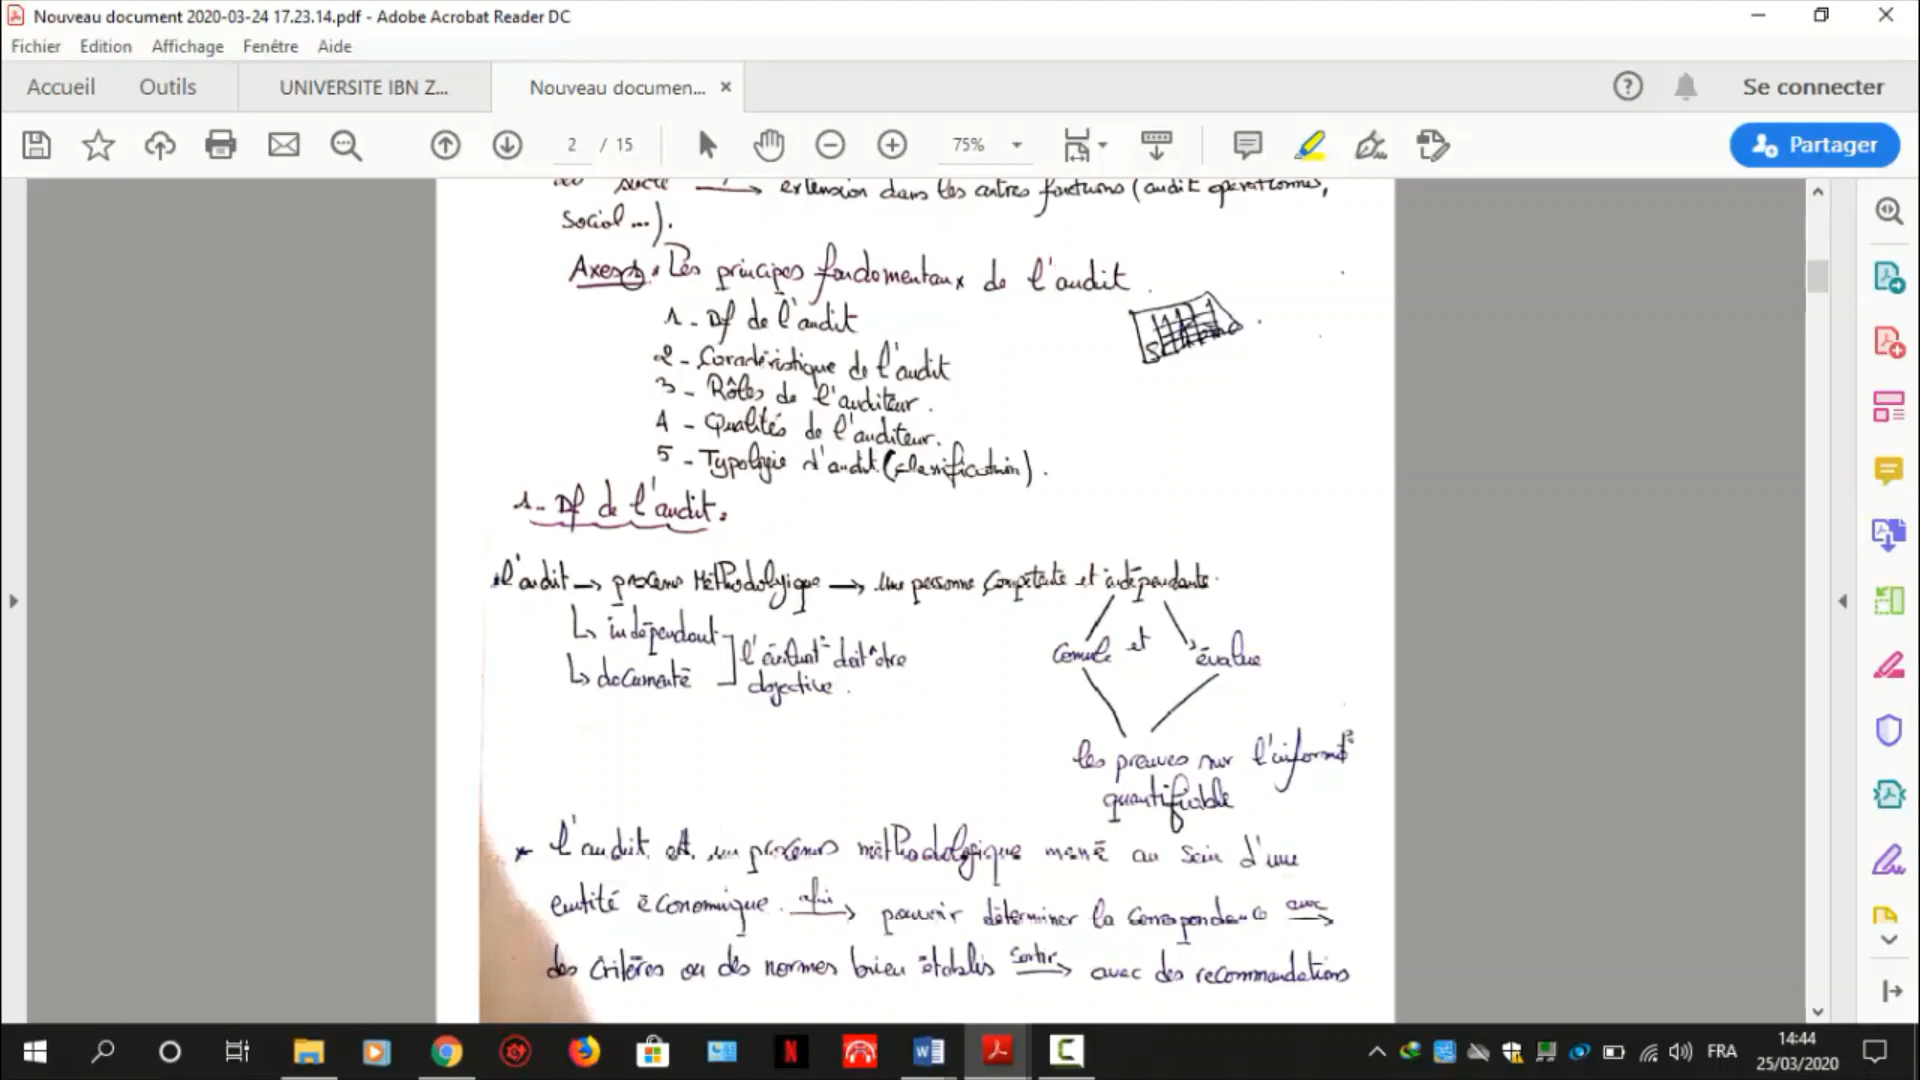 Nouveau document 2020-03-24 17.23.14.pdf - Adobe Acrobat Reader DC
Fichier Edition Affichage Fenêtre Aide
Accueil Outils UNIVERSITE IBN Z... Nouveau documen... × Se connecter
2 / 15 75% Partager
extension dans les autres fonctions (audit opérationnel,
Social ...).
Axes : Les principes fondamentaux de l'audit
1 - Df de l'audit
2 - Caractéristique de l'audit
3 - Rôles de l'auditeur.
4 - Qualités de l'auditeur.
5 - Typologie d'audit (classification).
1 - Df de l'audit :
l'audit → processus Méthodologique → une personne compétente et indépendante
↳ indépendant
l'évaluat° doit être
cumule et évalue
↳ documenté
objective.
les preuves sur l'informat°
quantifiable
* l'audit est un processus méthodologique mené au sein d'une
entité économique afin → pouvoir déterminer la correspondance avec →
des critères ou des normes bien établis sortir → avec des recommandations
14:44
FRA
25/03/2020